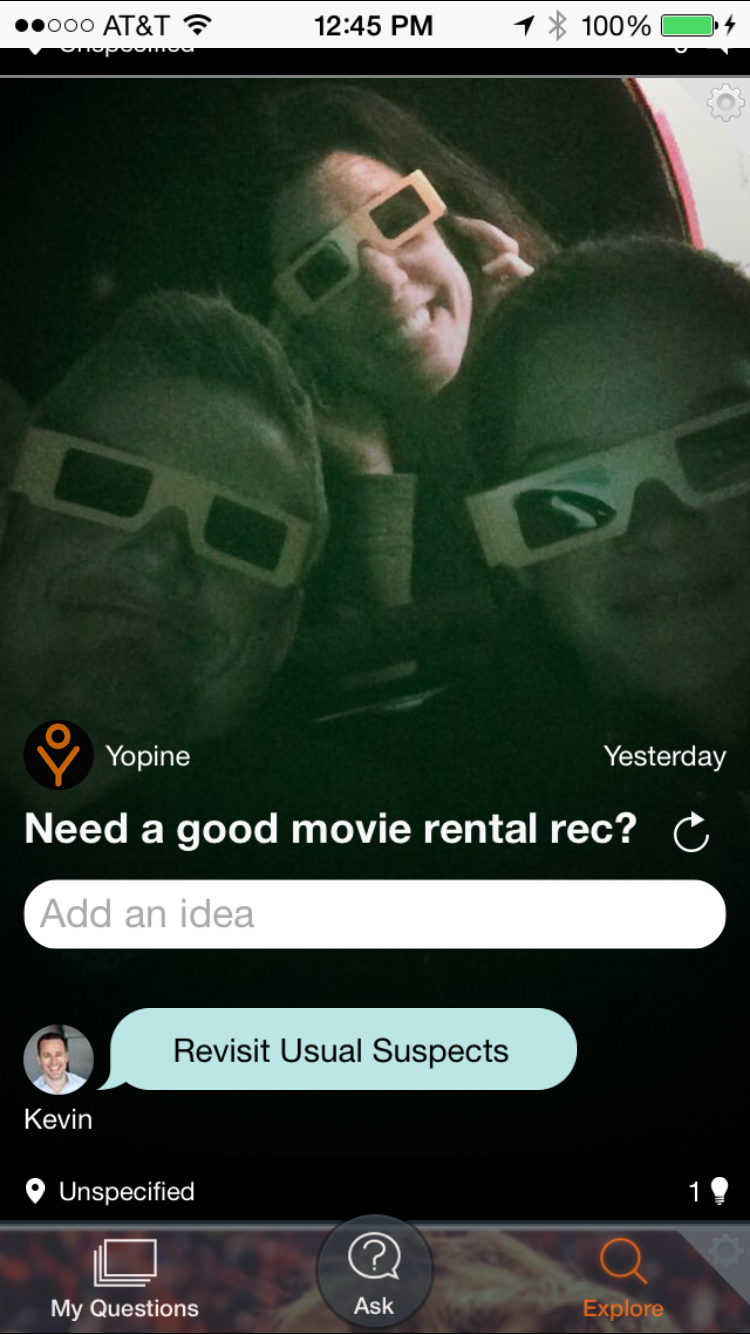 AT&T 12:45 PM 100%
Unspecified
Yopine Yesterday
Need a good movie rental rec?
Add an idea
Revisit Usual Suspects
Kevin
Unspecified 1
My Questions Ask Explore